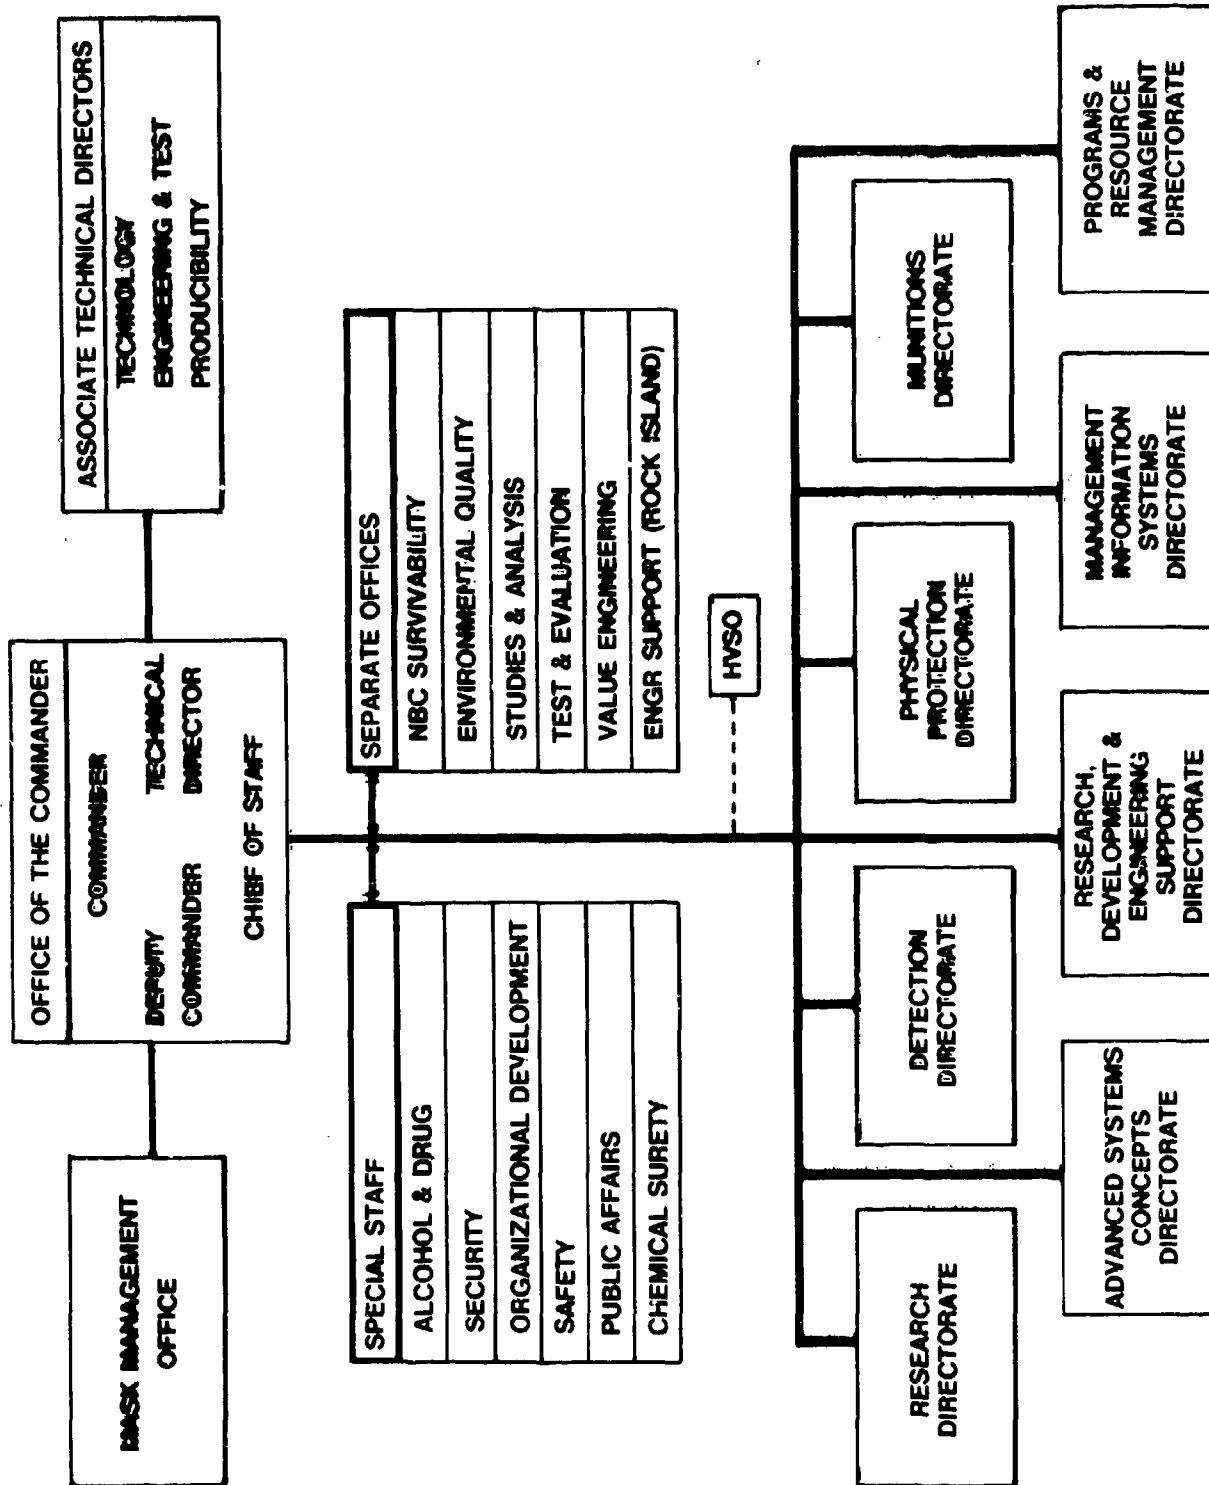 OFFICE OF THE COMMANDER
COMMANDER
DEPUTY TECHNICAL
COMMANDER DIRECTOR
CHIEF OF STAFF
MASK MANAGEMENT
OFFICE
ASSOCIATE TECHNICAL DIRECTORS
TECHNOLOGY
ENGINEERING & TEST
PRODUCIBILITY
SPECIAL STAFF
ALCOHOL & DRUG
SECURITY
ORGANIZATIONAL DEVELOPMENT
SAFETY
PUBLIC AFFAIRS
CHEMICAL SURETY
SEPARATE OFFICES
NBC SURVIVABILITY
ENVIRONMENTAL QUALITY
STUDIES & ANALYSIS
TEST & EVALUATION
VALUE ENGINEERING
ENGR SUPPORT (ROCK ISLAND)
HVSO
RESEARCH
DIRECTORATE
DETECTION
DIRECTORATE
PHYSICAL
PROTECTION
DIRECTORATE
MUNITIONS
DIRECTORATE
ADVANCED SYSTEMS
CONCEPTS
DIRECTORATE
RESEARCH,
DEVELOPMENT &
ENGINEERING
SUPPORT
DIRECTORATE
MANAGEMENT
INFORMATION
SYSTEMS
DIRECTORATE
PROGRAMS &
RESOURCE
MANAGEMENT
DIRECTORATE